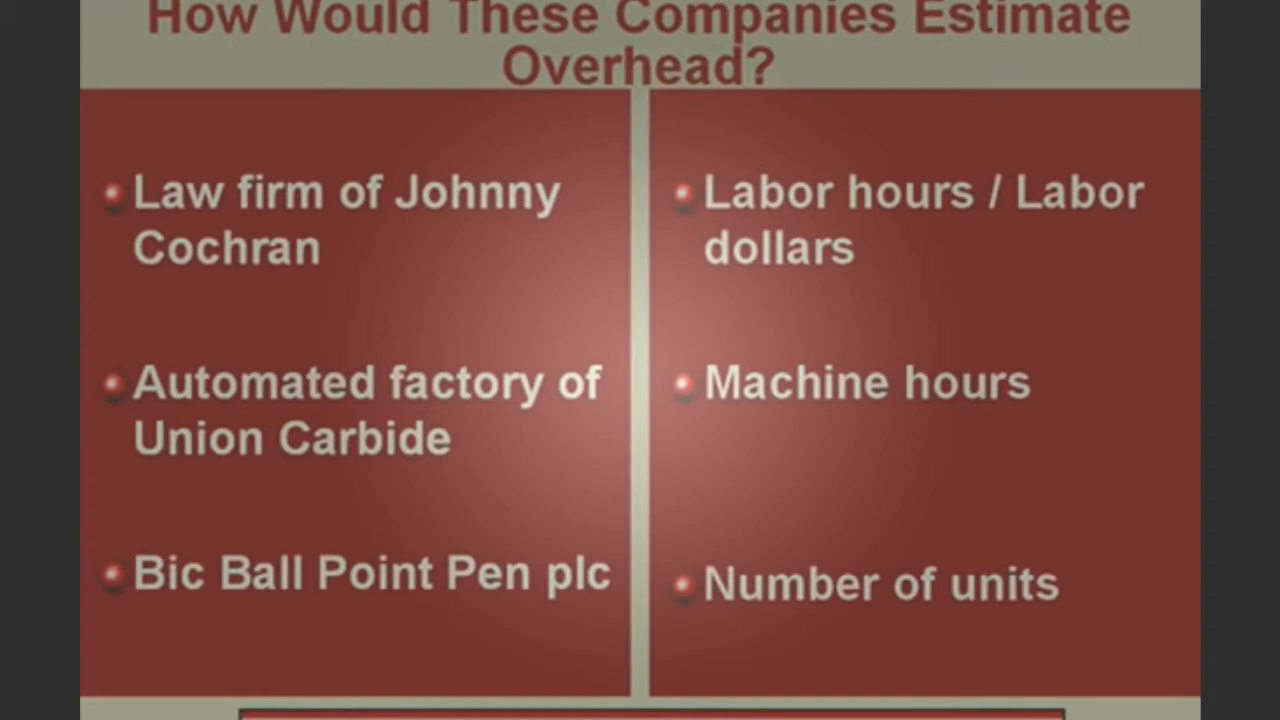 How Would These Companies Estimate
Overhead?
Law firm of Johnny
Cochran
Automated factory of
Union Carbide
Bic Ball Point Pen plc
Labor hours / Labor
dollars
Machine hours
Number of units